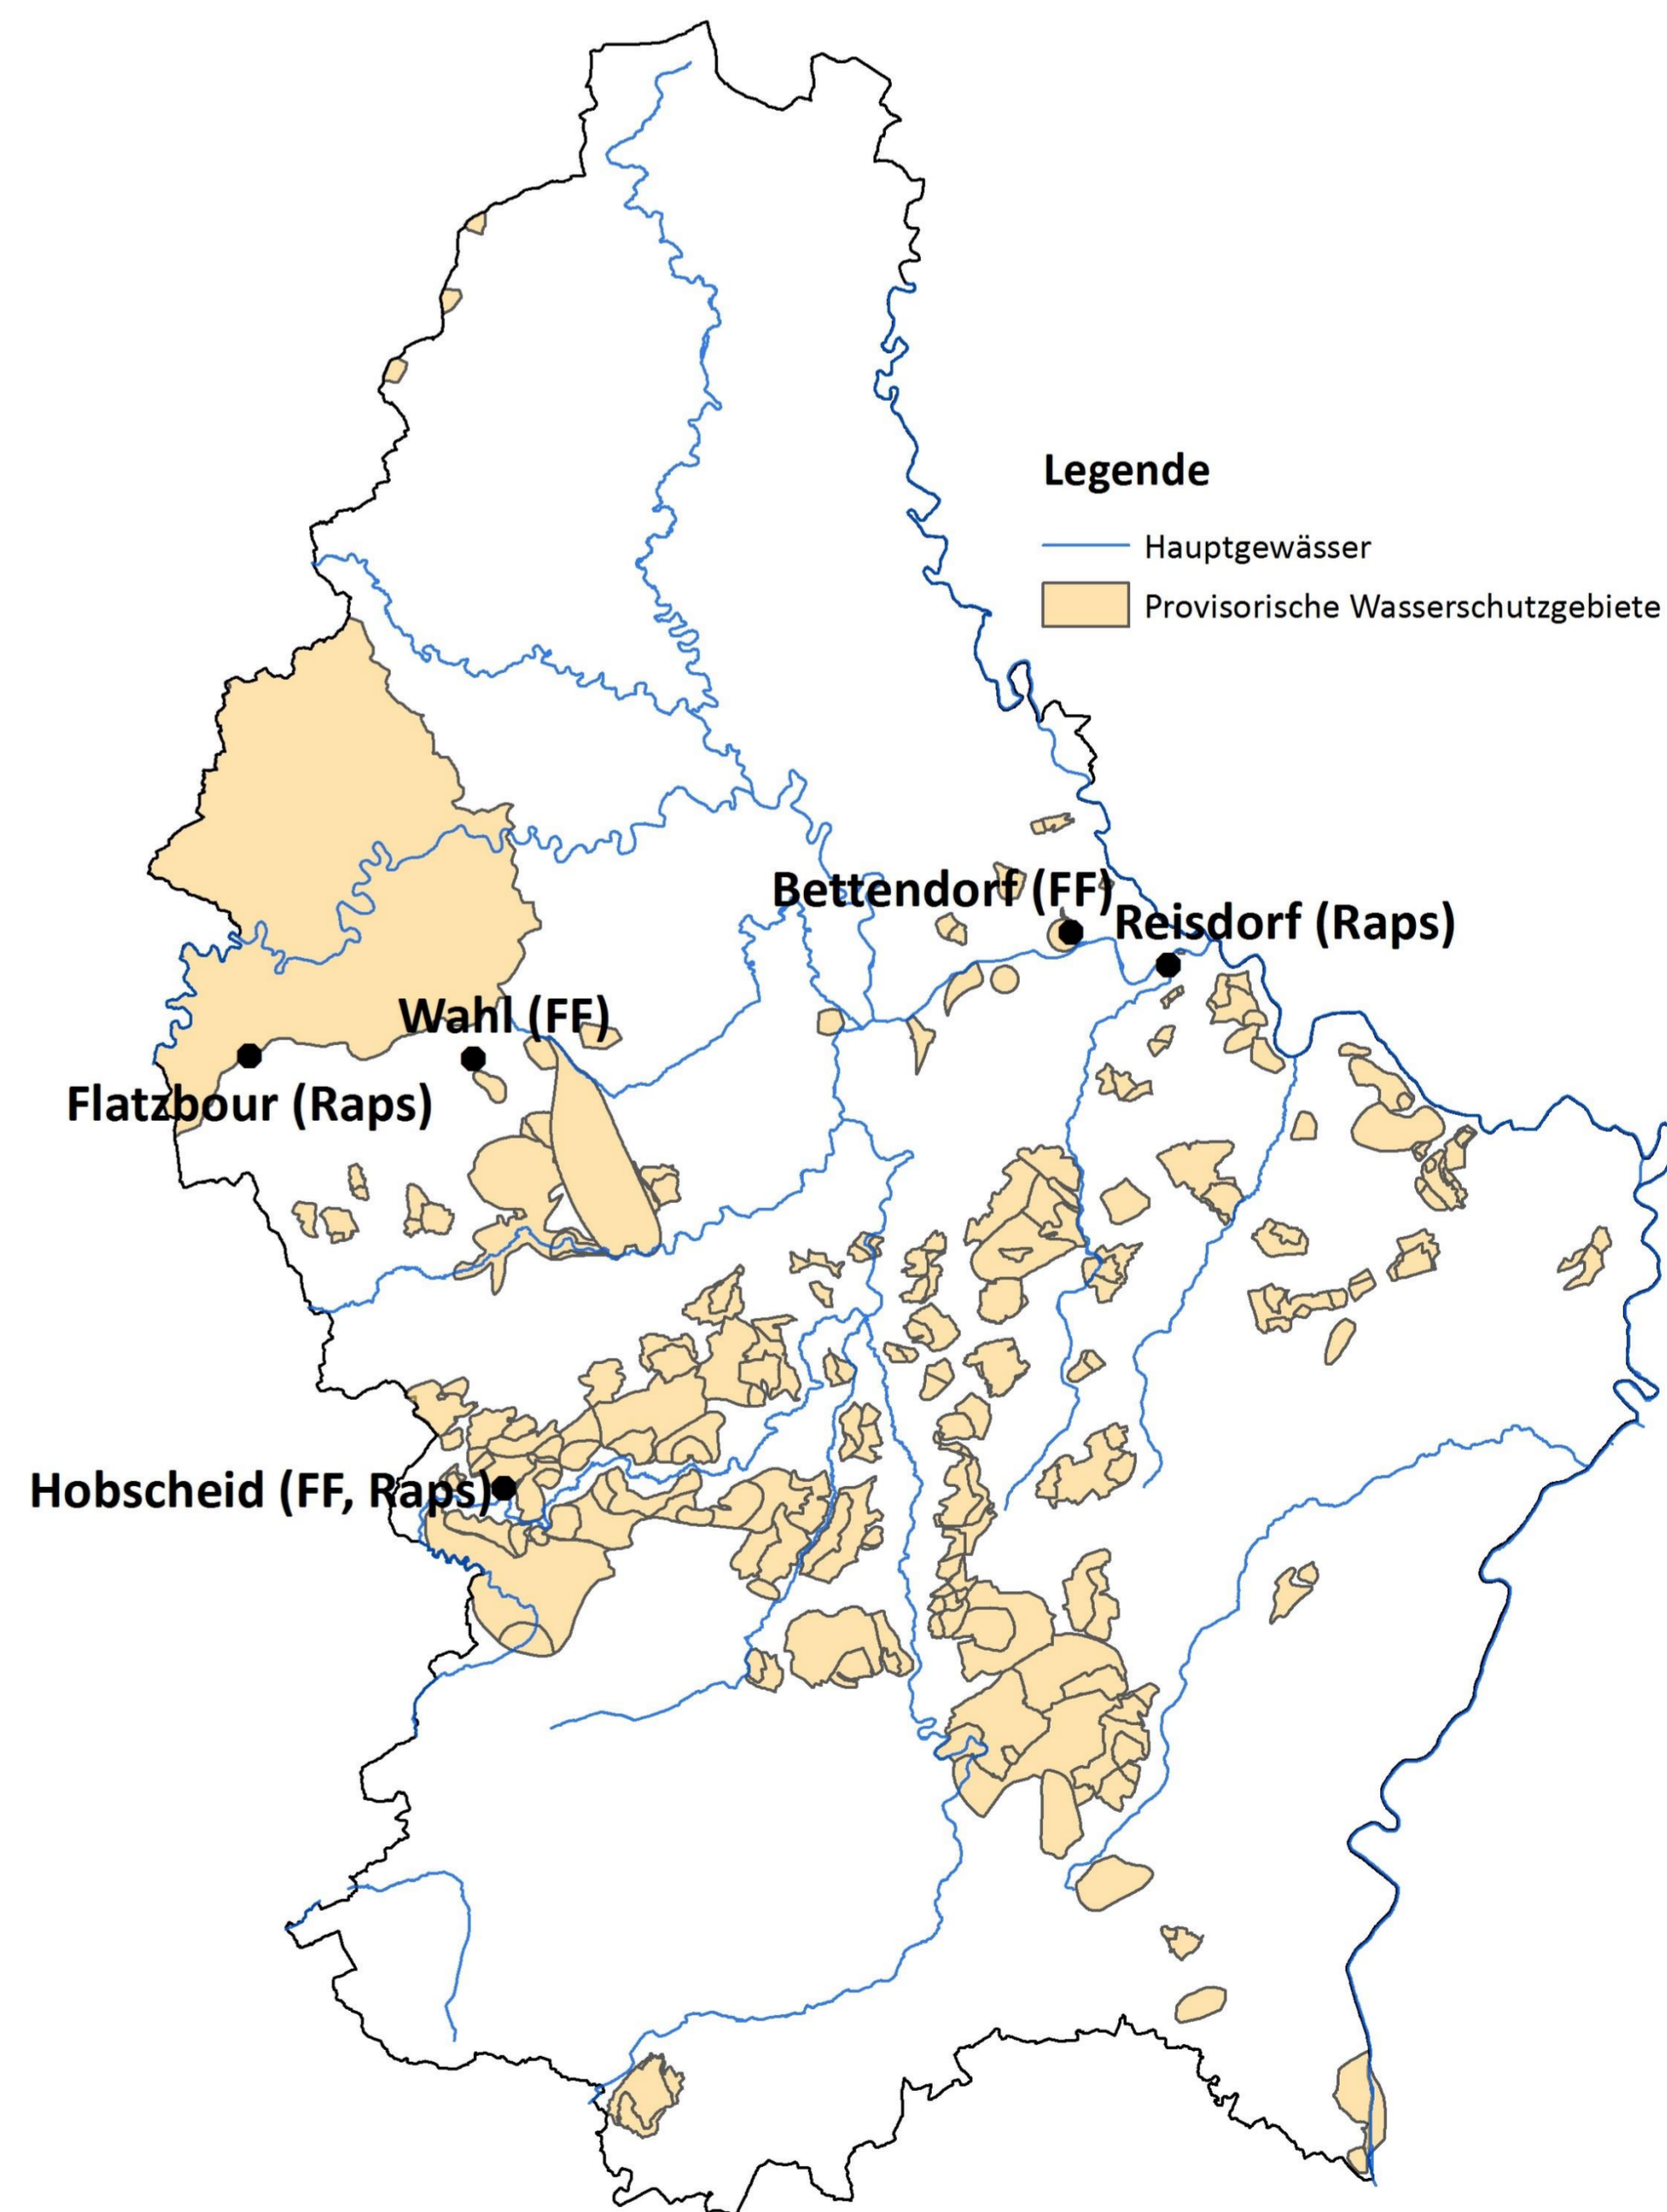 Legende
Hauptgewässer
Provisorische Wasserschutzgebiete
Bettendorf (FF)
Reisdorf (Raps)
Wahl (FF)
Flatzbour (Raps)
Hobscheid (FF, Raps)